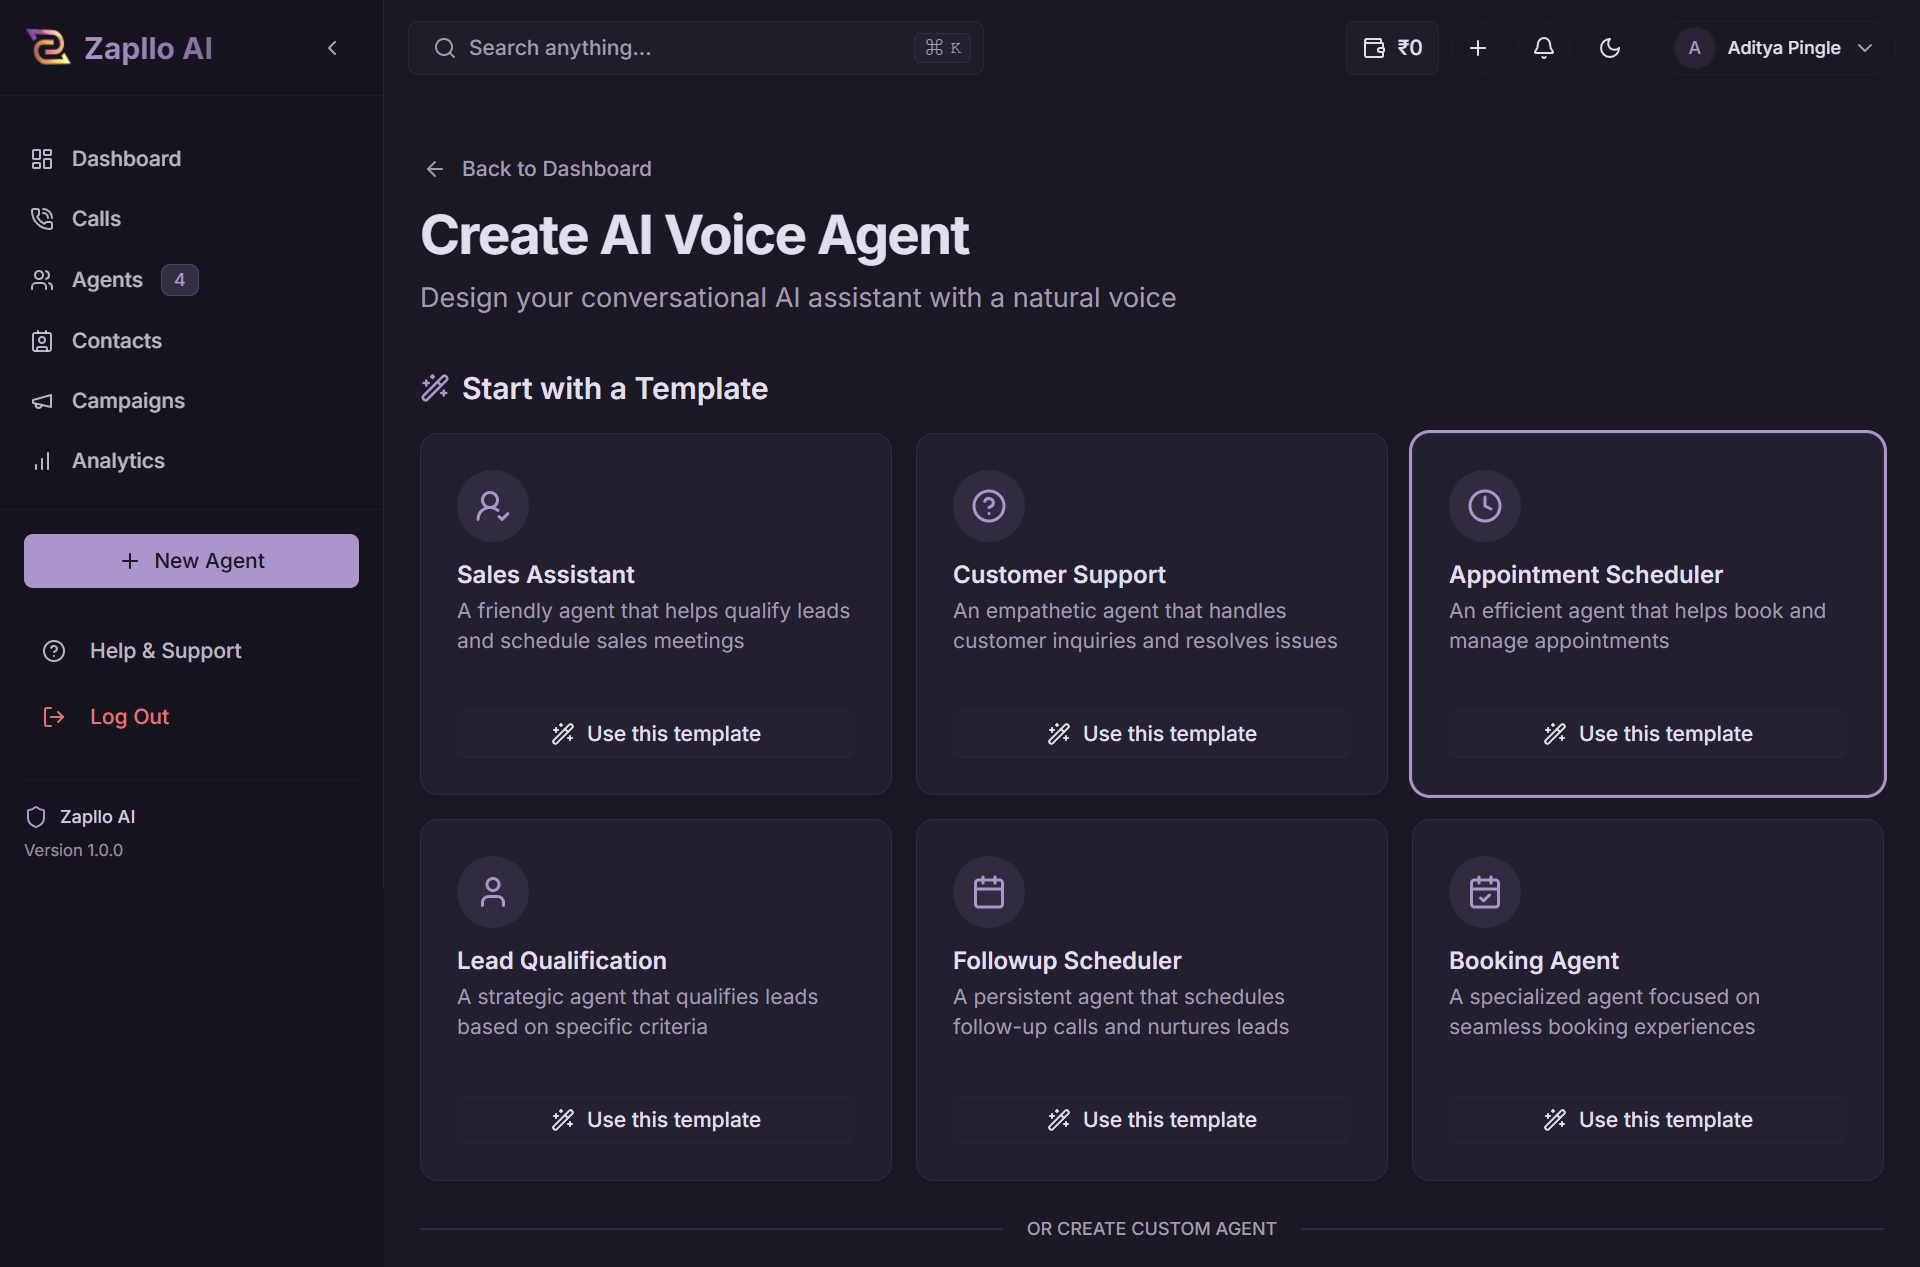 Zapllo AI
Dashboard
Calls
Agents 4
Contacts
Campaigns
Analytics
New Agent
Help & Support
Log Out
Zapllo AI
Version 1.0.0
Search anything... ⌘ K
₹0
A Aditya Pingle
Back to Dashboard
Create AI Voice Agent
Design your conversational AI assistant with a natural voice
Start with a Template
Sales Assistant
A friendly agent that helps qualify leads
and schedule sales meetings
Use this template
Customer Support
An empathetic agent that handles
customer inquiries and resolves issues
Use this template
Appointment Scheduler
An efficient agent that helps book and
manage appointments
Use this template
Lead Qualification
A strategic agent that qualifies leads
based on specific criteria
Use this template
Followup Scheduler
A persistent agent that schedules
follow-up calls and nurtures leads
Use this template
Booking Agent
A specialized agent focused on
seamless booking experiences
Use this template
OR CREATE CUSTOM AGENT